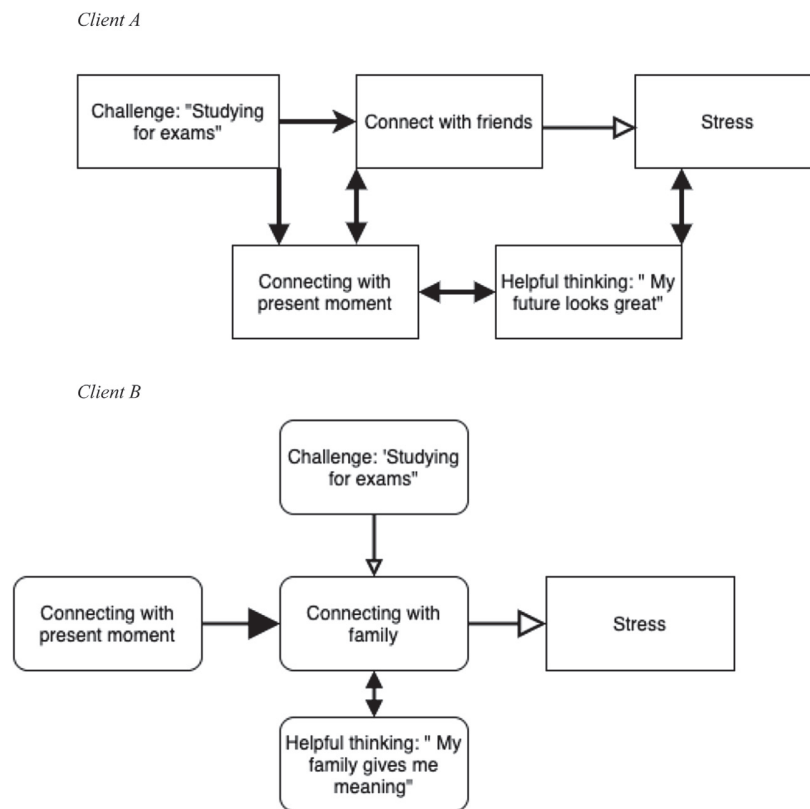 Client A
Challenge: "Studying
for exams"
Connect with friends
Stress
Connecting with
present moment
Helpful thinking: " My
future looks great"
Client B
Challenge: 'Studying
for exams"
Connecting with
present moment
Connecting with
family
Stress
Helpful thinking: " My
family gives me
meaning"